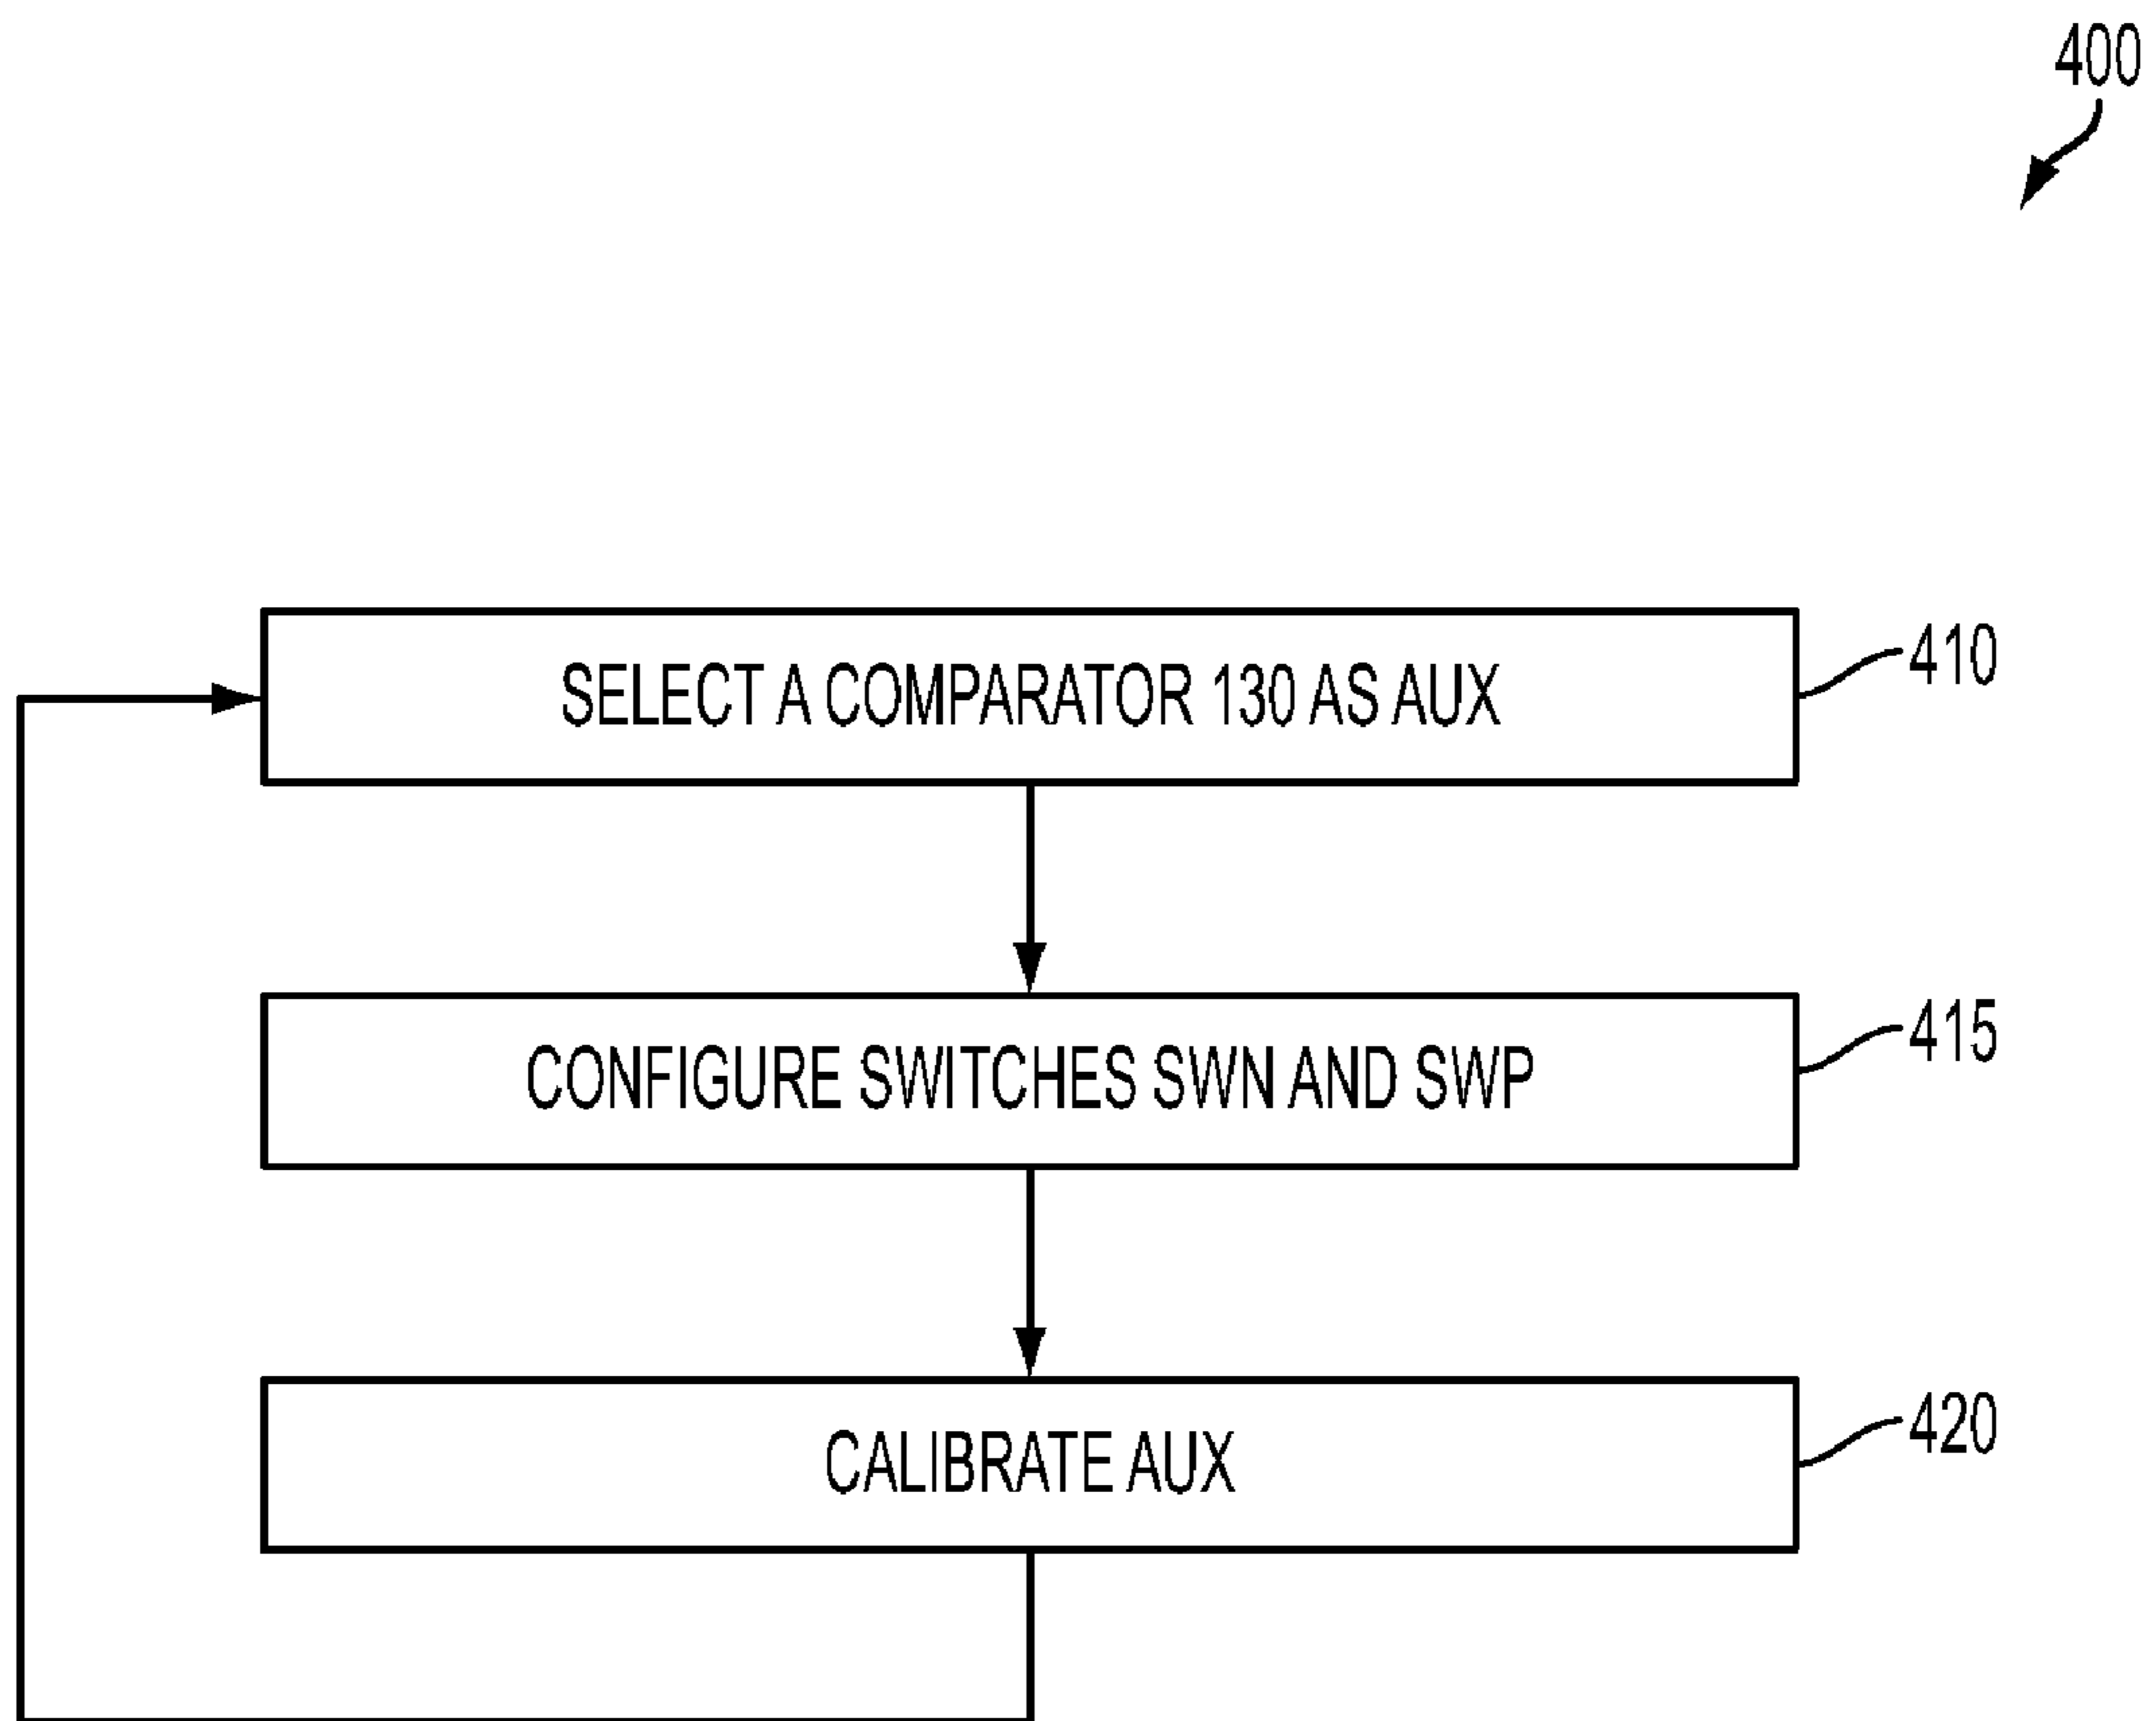 400
SELECT A COMPARATOR 130 AS AUX
410
CONFIGURE SWITCHES SWN AND SWP
415
CALIBRATE AUX
420